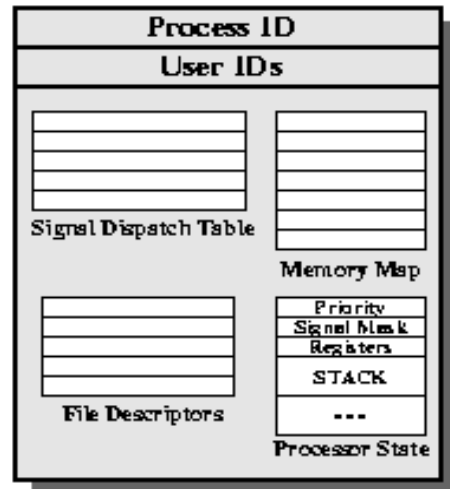 Process ID
User IDs
Signal Dispatch Table
Memory Map
File Descriptors
Priority
Signal Mask
Registers
STACK
---
Processor State